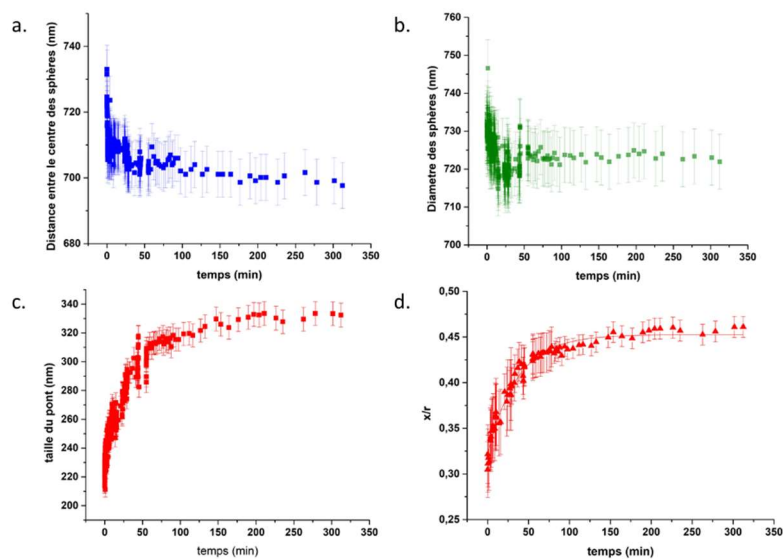 a.
Distance entre le centre des sphères (nm)
740
720
700
680
0 50 100 150 200 250 300 350
temps (min)
b.
Diametre des sphères (nm)
760
750
740
730
720
710
700
0 50 100 150 200 250 300 350
temps (min)
c.
taille du pont (nm)
340
320
300
280
260
240
220
200
0 50 100 150 200 250 300 350
temps (min)
d.
x/r
0,50
0,45
0,40
0,35
0,30
0,25
0 50 100 150 200 250 300 350
temps (min)